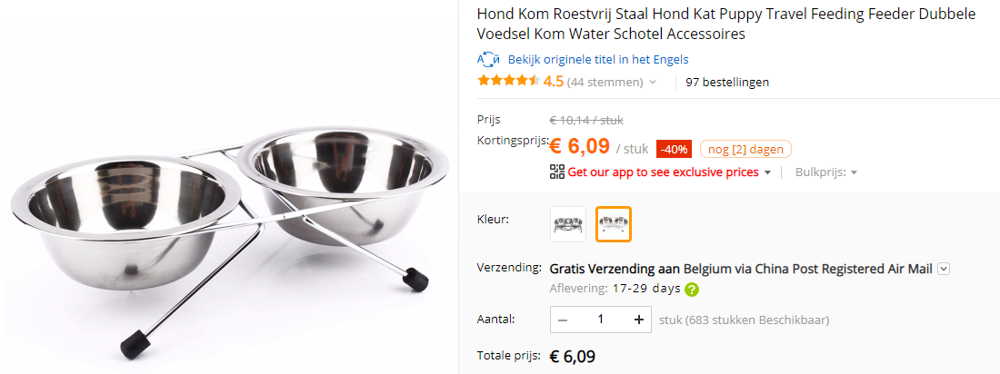 Hond Kom Roestvrij Staal Hond Kat Puppy Travel Feeding Feeder Dubbele
Voedsel Kom Water Schotel Accessoires
Bekijk originele titel in het Engels
4.5 (44 stemmen) 97 bestellingen
Prijs € 10,14 / stuk
Kortingsprijs: € 6,09 / stuk -40% nog [2] dagen
Get our app to see exclusive prices Bulkprijs:
Kleur:
Verzending: Gratis Verzending aan Belgium via China Post Registered Air Mail
Aflevering: 17-29 days ?
Aantal: − 1 + stuk (683 stukken Beschikbaar)
Totale prijs: € 6,09